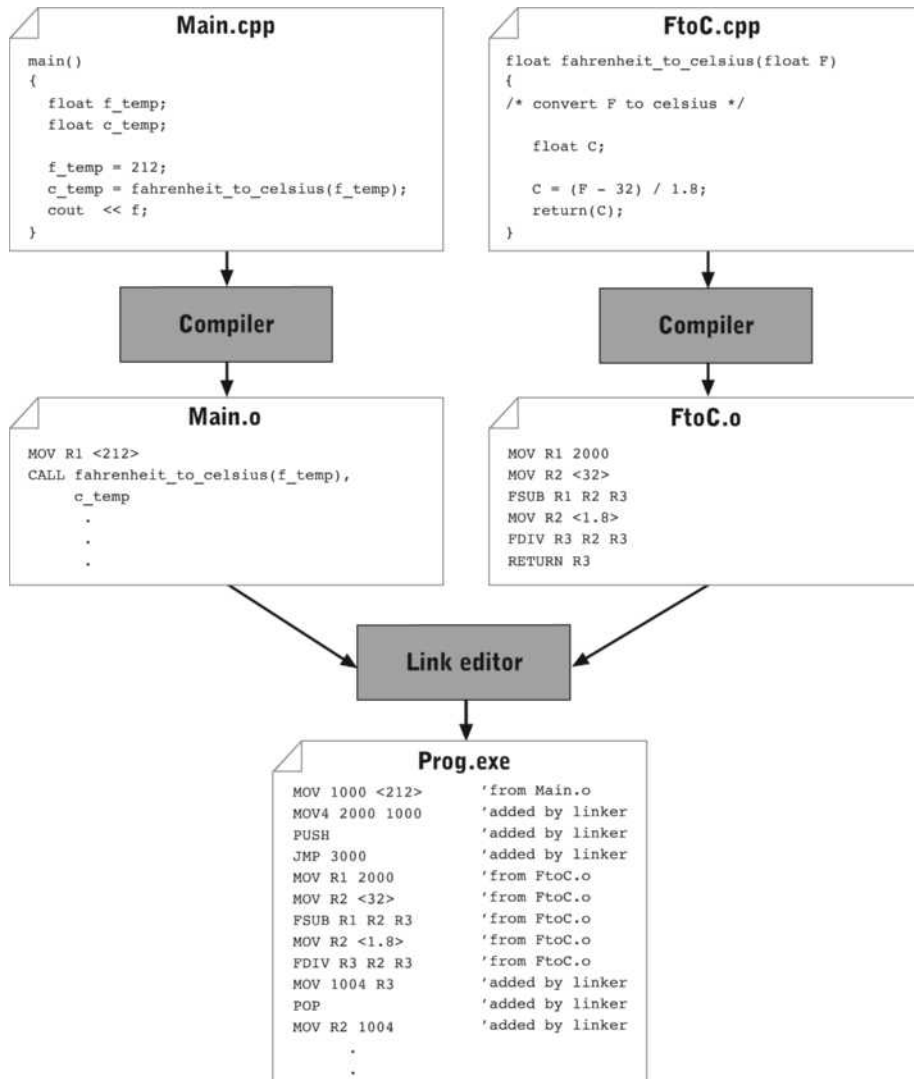 Main.cpp
main()
{
float f_temp;
float c_temp;
f_temp = 212;
c_temp = fahrenheit_to_celsius(f_temp);
cout << f;
}
FtoC.cpp
float fahrenheit_to_celsius(float F)
{
/* convert F to celsius */
float C;
C = (F - 32) / 1.8;
return(C);
}
Compiler
Compiler
Main.o
MOV R1 <212>
CALL fahrenheit_to_celsius(f_temp),
c_temp
.
.
.
FtoC.o
MOV R1 2000
MOV R2 <32>
FSUB R1 R2 R3
MOV R2 <1.8>
FDIV R3 R2 R3
RETURN R3
Link editor
Prog.exe
MOV 1000 <212> 'from Main.o
MOV4 2000 1000 'added by linker
PUSH 'added by linker
JMP 3000 'added by linker
MOV R1 2000 'from FtoC.o
MOV R2 <32> 'from FtoC.o
FSUB R1 R2 R3 'from FtoC.o
MOV R2 <1.8> 'from FtoC.o
FDIV R3 R2 R3 'from FtoC.o
MOV 1004 R3 'added by linker
POP 'added by linker
MOV R2 1004 'added by linker
.
.